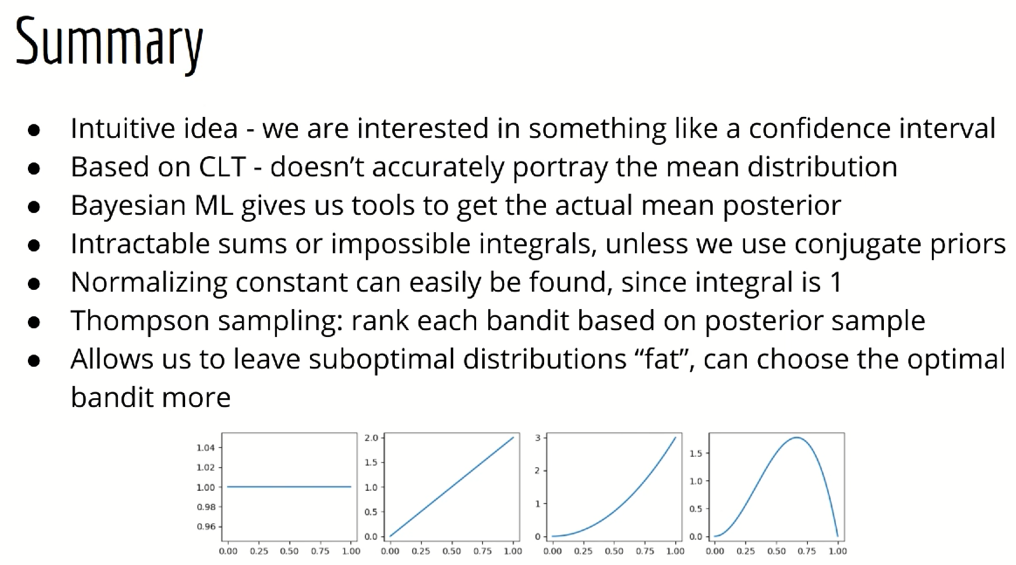 Summary
● Intuitive idea - we are interested in something like a confidence interval
● Based on CLT - doesn’t accurately portray the mean distribution
● Bayesian ML gives us tools to get the actual mean posterior
● Intractable sums or impossible integrals, unless we use conjugate priors
● Normalizing constant can easily be found, since integral is 1
● Thompson sampling: rank each bandit based on posterior sample
● Allows us to leave suboptimal distributions “fat”, can choose the optimal
bandit more
1.04
1.02
1.00
0.98
0.96
0.00 0.25 0.50 0.75 1.00
2.0
1.5
1.0
0.5
0.0
0.00 0.25 0.50 0.75 1.00
3
2
1
0
0.00 0.25 0.50 0.75 1.00
1.5
1.0
0.5
0.0
0.00 0.25 0.50 0.75 1.00